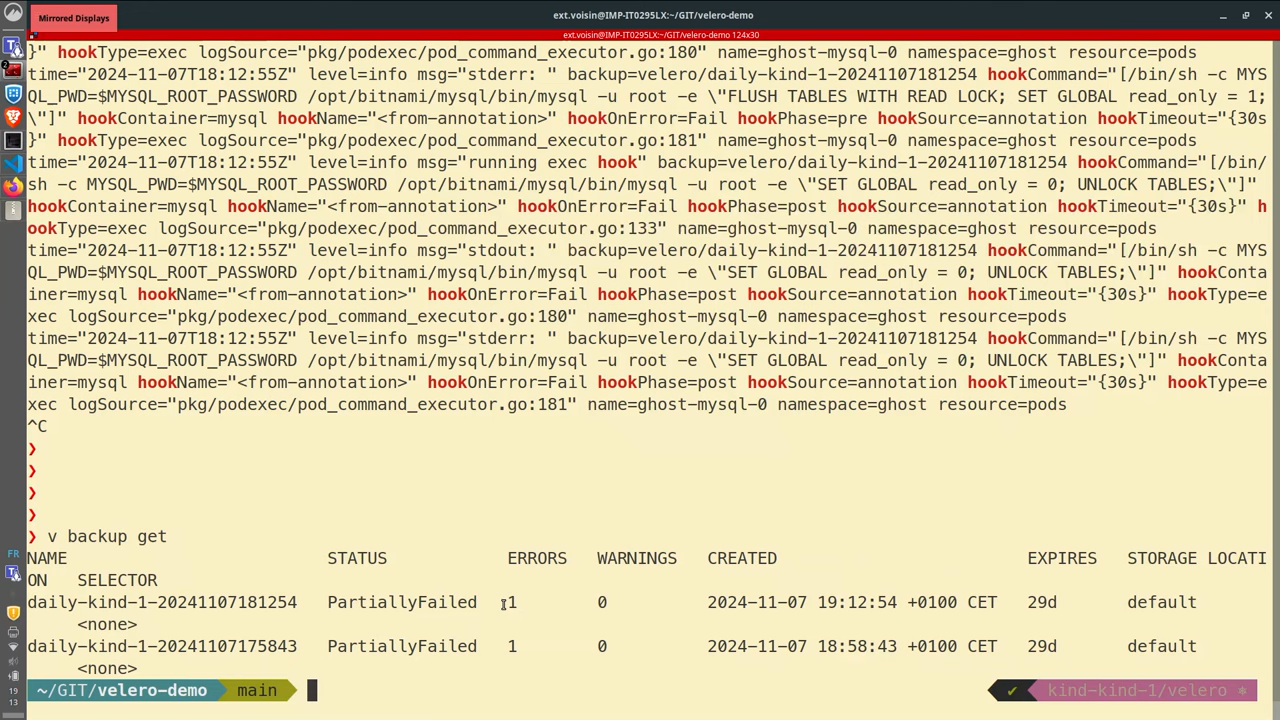 Mirrored Displays
ext.voisin@IMP-IT0295LX:~/GIT/velero-demo
ext.voisin@IMP-IT0295LX:~/GIT/velero-demo 124x30
}" hookType=exec logSource="pkg/podexec/pod_command_executor.go:180" name=ghost-mysql-0 namespace=ghost resource=pods
time="2024-11-07T18:12:55Z" level=info msg="stderr: " backup=velero/daily-kind-1-20241107181254 hookCommand="[/bin/sh -c MYS
QL_PWD=$MYSQL_ROOT_PASSWORD /opt/bitnami/mysql/bin/mysql -u root -e \"FLUSH TABLES WITH READ LOCK; SET GLOBAL read_only = 1;
\"]" hookContainer=mysql hookName="<from-annotation>" hookOnError=Fail hookPhase=pre hookSource=annotation hookTimeout="{30s
}" hookType=exec logSource="pkg/podexec/pod_command_executor.go:181" name=ghost-mysql-0 namespace=ghost resource=pods
time="2024-11-07T18:12:55Z" level=info msg="running exec hook" backup=velero/daily-kind-1-20241107181254 hookCommand="[/bin/
sh -c MYSQL_PWD=$MYSQL_ROOT_PASSWORD /opt/bitnami/mysql/bin/mysql -u root -e \"SET GLOBAL read_only = 0; UNLOCK TABLES;\"]"
hookContainer=mysql hookName="<from-annotation>" hookOnError=Fail hookPhase=post hookSource=annotation hookTimeout="{30s}" h
ookType=exec logSource="pkg/podexec/pod_command_executor.go:133" name=ghost-mysql-0 namespace=ghost resource=pods
time="2024-11-07T18:12:55Z" level=info msg="stdout: " backup=velero/daily-kind-1-20241107181254 hookCommand="[/bin/sh -c MYS
QL_PWD=$MYSQL_ROOT_PASSWORD /opt/bitnami/mysql/bin/mysql -u root -e \"SET GLOBAL read_only = 0; UNLOCK TABLES;\"]" hookConta
iner=mysql hookName="<from-annotation>" hookOnError=Fail hookPhase=post hookSource=annotation hookTimeout="{30s}" hookType=e
xec logSource="pkg/podexec/pod_command_executor.go:180" name=ghost-mysql-0 namespace=ghost resource=pods
time="2024-11-07T18:12:55Z" level=info msg="stderr: " backup=velero/daily-kind-1-20241107181254 hookCommand="[/bin/sh -c MYS
QL_PWD=$MYSQL_ROOT_PASSWORD /opt/bitnami/mysql/bin/mysql -u root -e \"SET GLOBAL read_only = 0; UNLOCK TABLES;\"]" hookConta
iner=mysql hookName="<from-annotation>" hookOnError=Fail hookPhase=post hookSource=annotation hookTimeout="{30s}" hookType=e
xec logSource="pkg/podexec/pod_command_executor.go:181" name=ghost-mysql-0 namespace=ghost resource=pods
^C
❯
❯
❯
❯
❯ v backup get
NAME STATUS ERRORS WARNINGS CREATED EXPIRES STORAGE LOCATI
ON SELECTOR
daily-kind-1-20241107181254 PartiallyFailed 1 0 2024-11-07 19:12:54 +0100 CET 29d default
<none>
daily-kind-1-20241107175843 PartiallyFailed 1 0 2024-11-07 18:58:43 +0100 CET 29d default
<none>
~/GIT/velero-demo main ✔ kind-kind-1/velero ⎈
FR
19
13